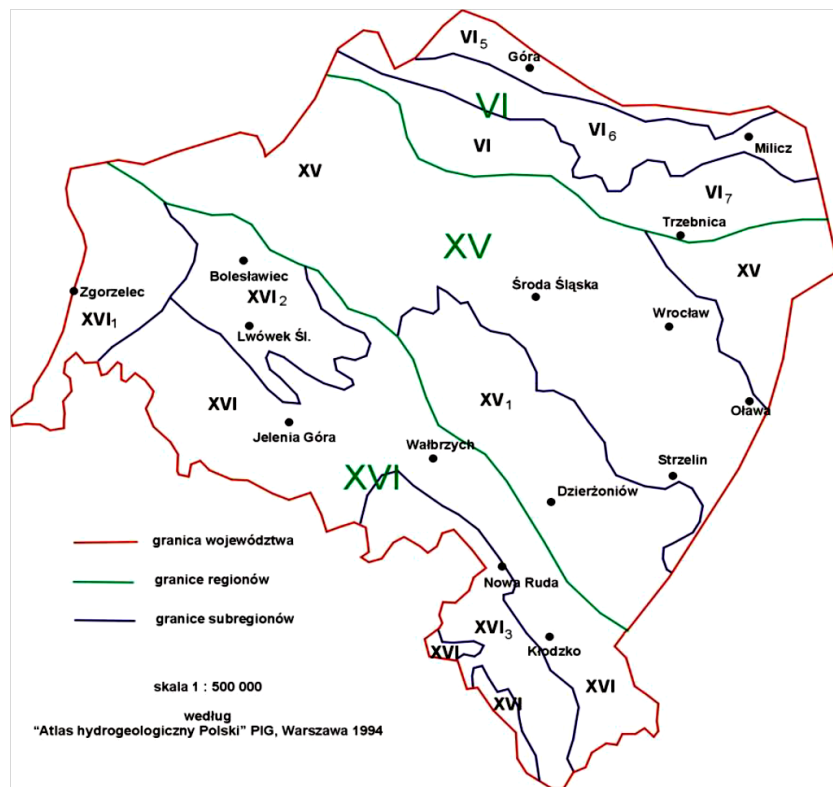 VI5
Góra
VI
VI6
VI
Milicz
XV
VI7
Trzebnica
XV
XV
Bolesławiec
Środa Śląska
Zgorzelec
XVI2
XVI1
Wrocław
Lwówek Śl.
XVI
XV1
Oława
Jelenia Góra
Wałbrzych
XVI
Strzelin
Dzierżoniów
granica województwa
granice regionów
Nowa Ruda
granice subregionów
XVI3
Kłodzko
XVI
XVI
XVI
skala 1 : 500 000
według
“Atlas hydrogeologiczny Polski” PIG, Warszawa 1994